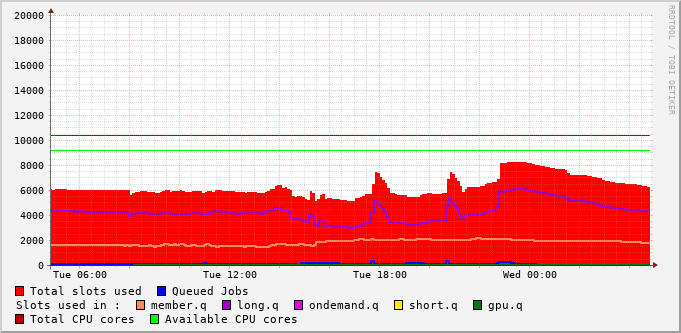 RRDTOOL / TOBI OETIKER
20000
18000
16000
14000
12000
10000
8000
6000
4000
2000
0
Tue 06:00 Tue 12:00 Tue 18:00 Wed 00:00
Total slots used Queued Jobs
Slots used in : member.q long.q ondemand.q short.q gpu.q
Total CPU cores Available CPU cores